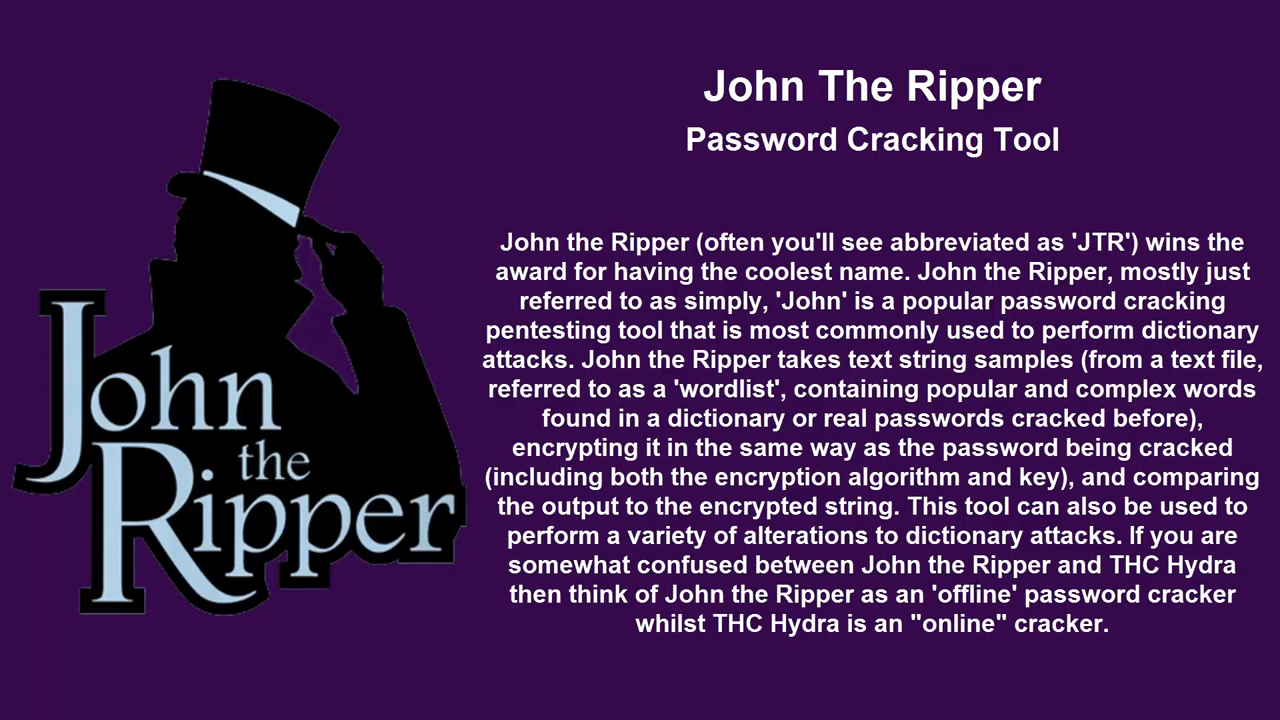 John
the
Ripper
John The Ripper
Password Cracking Tool
John the Ripper (often you'll see abbreviated as 'JTR') wins the
award for having the coolest name. John the Ripper, mostly just
referred to as simply, 'John' is a popular password cracking
pentesting tool that is most commonly used to perform dictionary
attacks. John the Ripper takes text string samples (from a text file,
referred to as a 'wordlist', containing popular and complex words
found in a dictionary or real passwords cracked before),
encrypting it in the same way as the password being cracked
(including both the encryption algorithm and key), and comparing
the output to the encrypted string. This tool can also be used to
perform a variety of alterations to dictionary attacks. If you are
somewhat confused between John the Ripper and THC Hydra
then think of John the Ripper as an 'offline' password cracker
whilst THC Hydra is an "online" cracker.